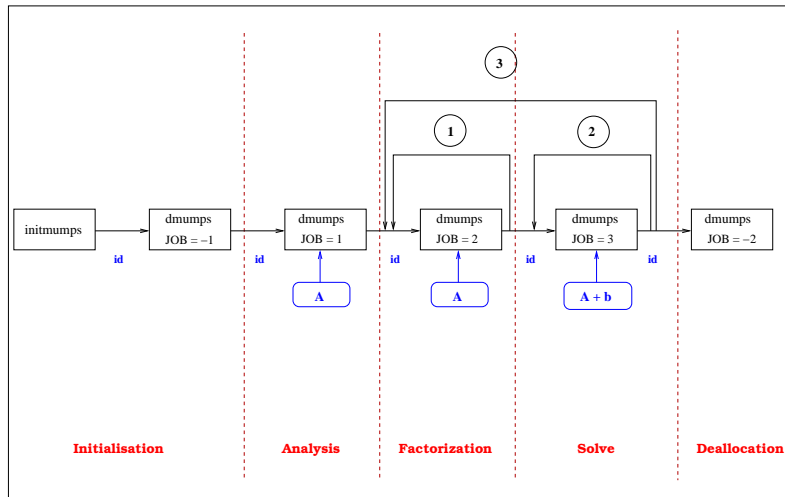 3
1
2
initmumps
dmumps
JOB = −1
dmumps
JOB = 1
dmumps
JOB = 2
dmumps
JOB = 3
dmumps
JOB = −2
id
id
id
id
id
A
A
A + b
Initialisation
Analysis
Factorization
Solve
Deallocation